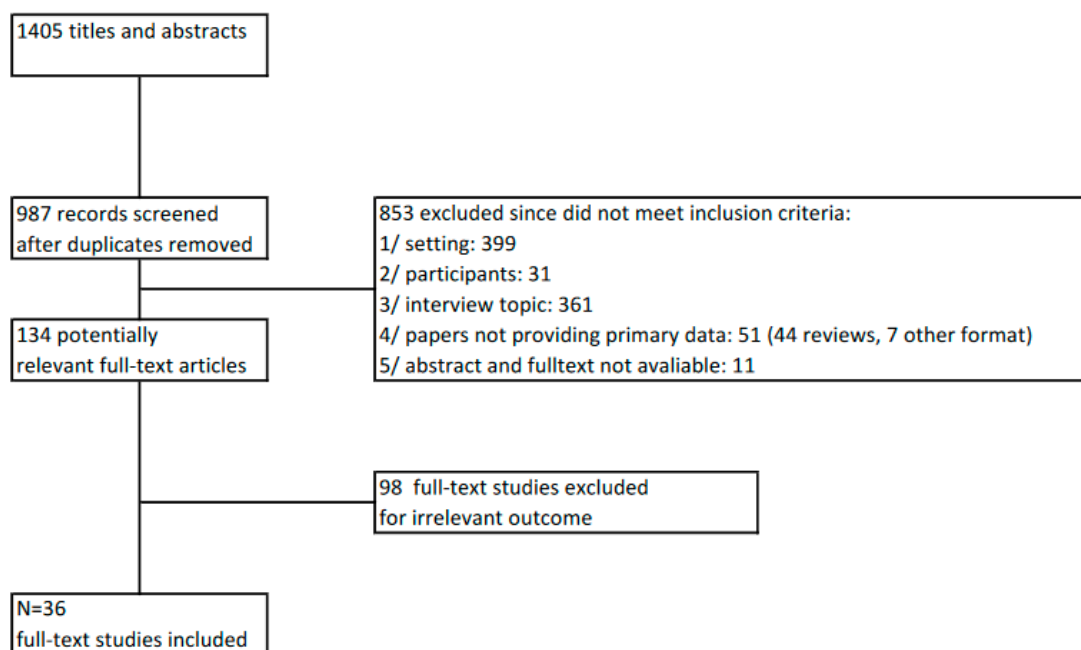 1405 titles and abstracts
987 records screened
after duplicates removed
853 excluded since did not meet inclusion criteria:
1/ setting: 399
2/ participants: 31
3/ interview topic: 361
4/ papers not providing primary data: 51 (44 reviews, 7 other format)
5/ abstract and fulltext not avaliable: 11
134 potentially
relevant full-text articles
98 full-text studies excluded
for irrelevant outcome
N=36
full-text studies included